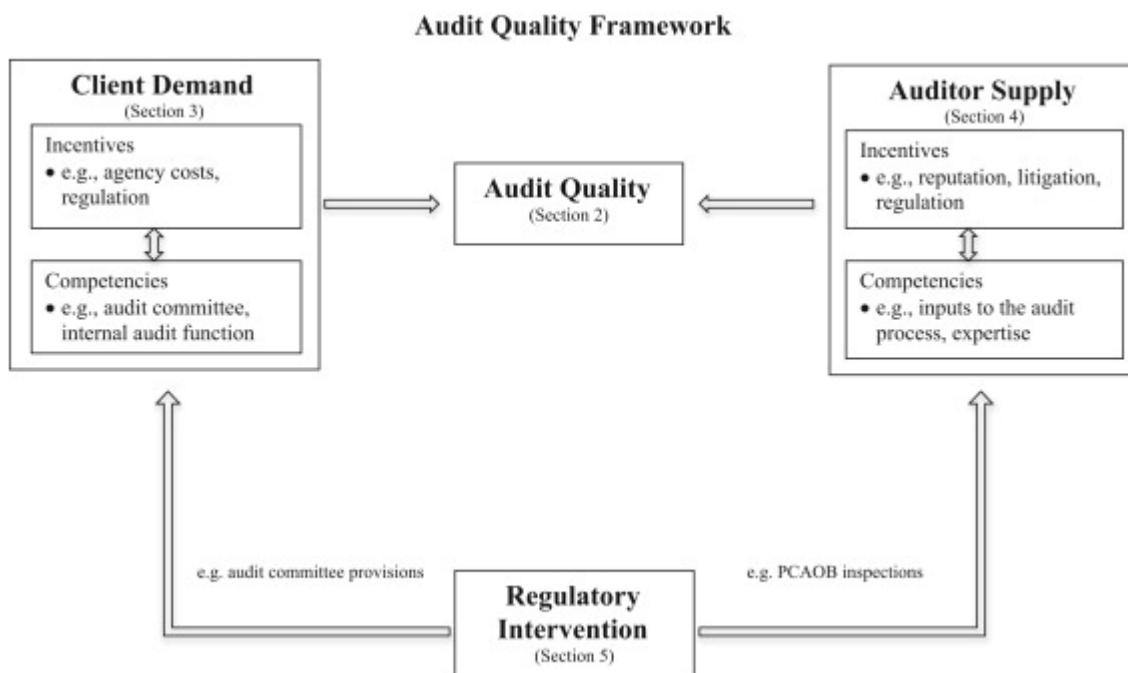 Audit Quality Framework
Client Demand
(Section 3)
Incentives
• e.g., agency costs,
regulation
Competencies
• e.g., audit committee,
internal audit function
Audit Quality
(Section 2)
Auditor Supply
(Section 4)
Incentives
• e.g., reputation, litigation,
regulation
Competencies
• e.g., inputs to the audit
process, expertise
e.g. audit committee provisions
e.g. PCAOB inspections
Regulatory
Intervention
(Section 5)